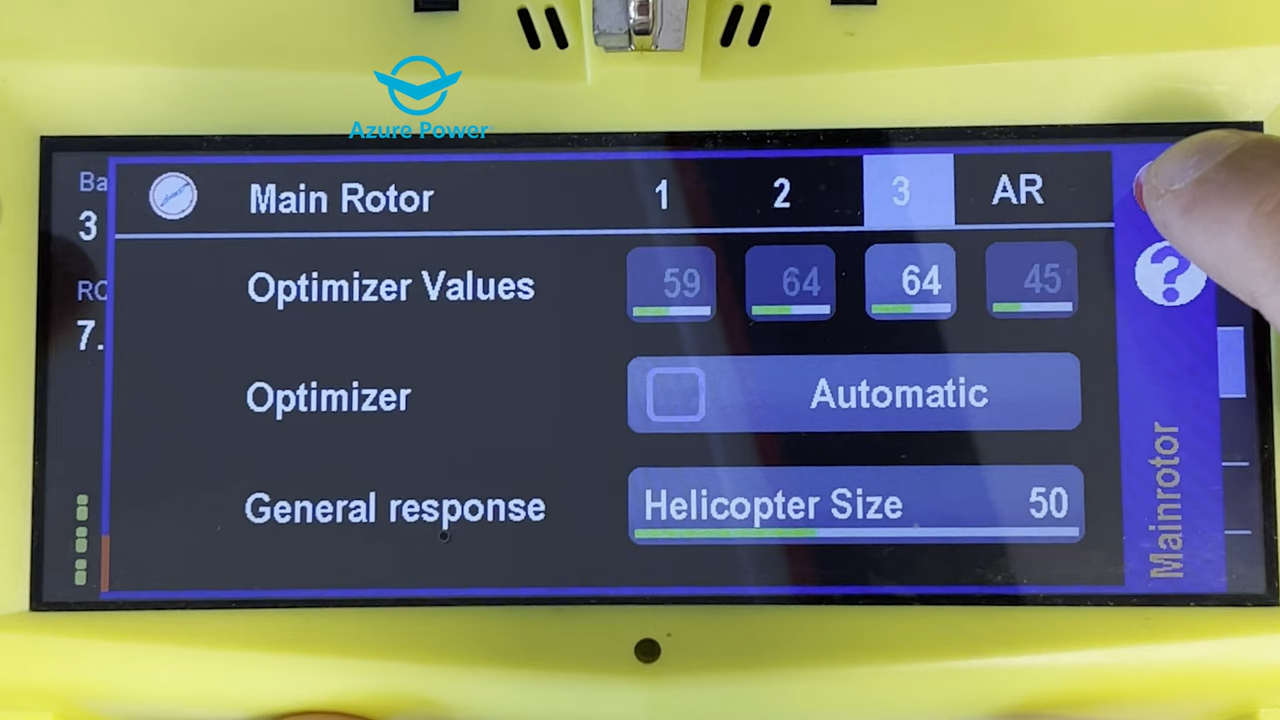 Azure Power
Ba
3
RC
7.
Main Rotor 1 2 3 AR
Optimizer Values 59 64 64 45
Optimizer Automatic
General response Helicopter Size 50
?
Mainrotor